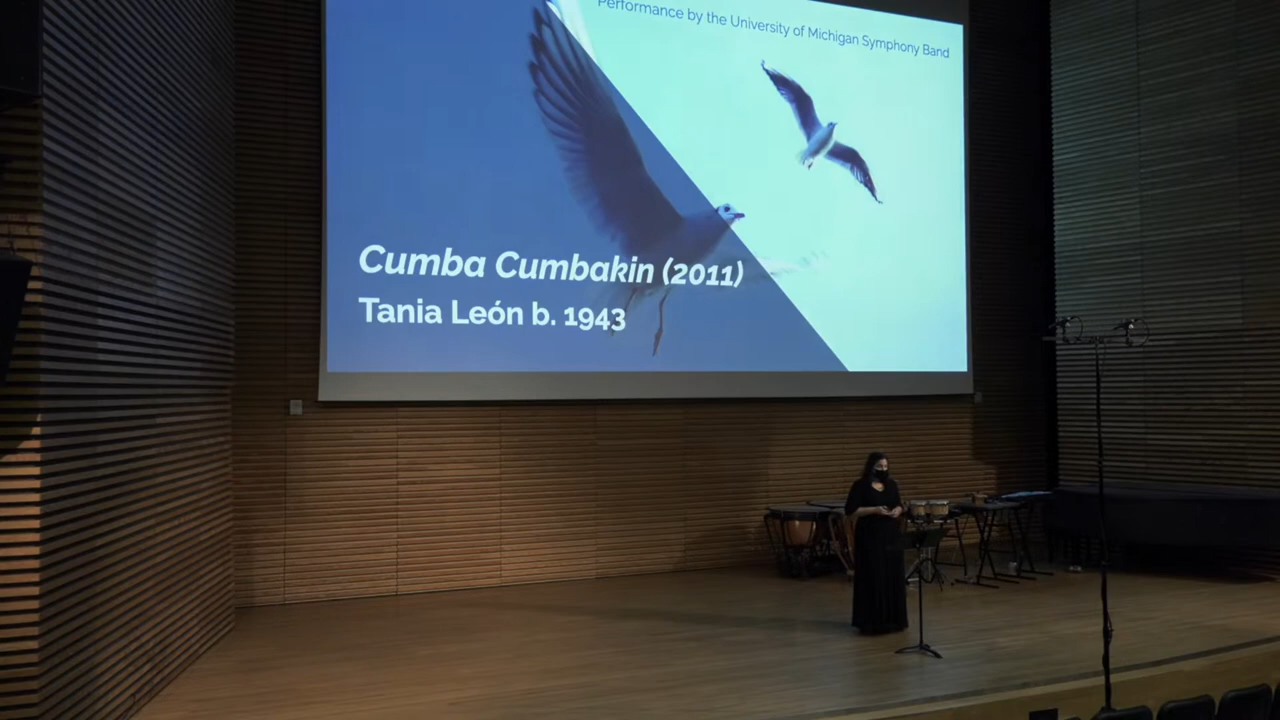 Performance by the University of Michigan Symphony Band
Cumba Cumbakin (2011)
Tania León b. 1943